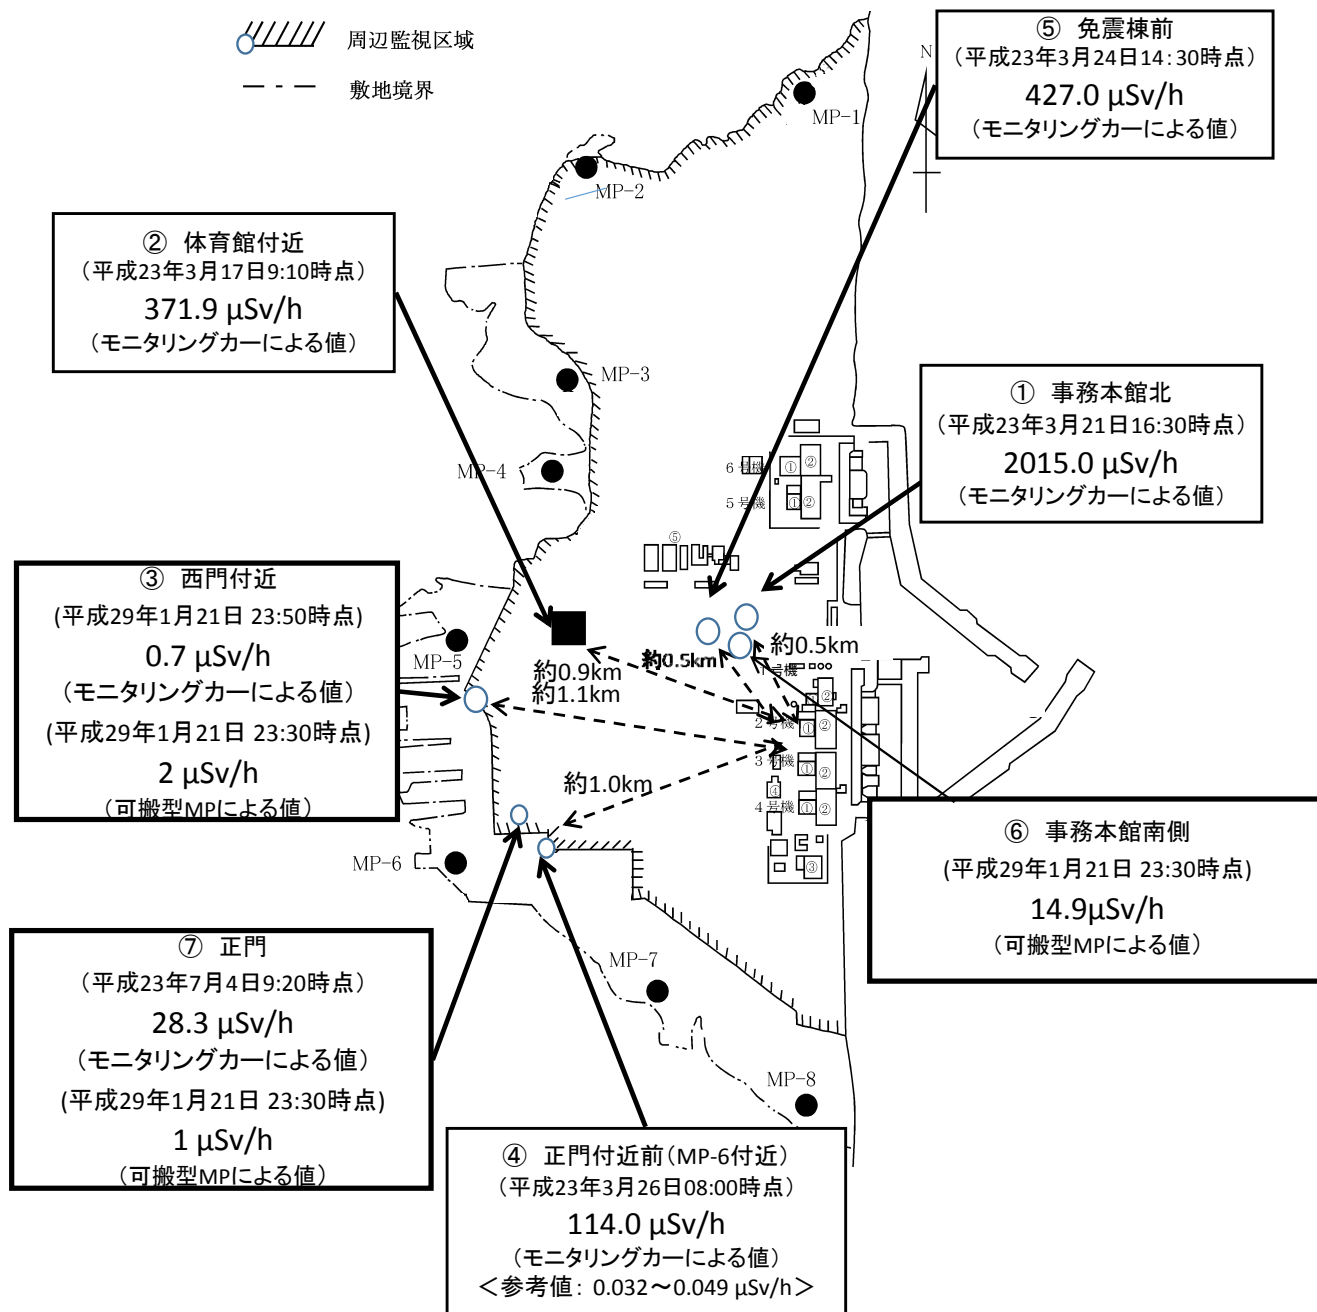 周辺監視区域
敷地境界
⑤ 免震棟前
（平成23年3月24日14:30時点）
427.0 μSv/h
（モニタリングカーによる値）
N
MP-1
MP-2
② 体育館付近
（平成23年3月17日9:10時点）
371.9 μSv/h
（モニタリングカーによる値）
MP-3
① 事務本館北
（平成23年3月21日16:30時点）
2015.0 μSv/h
（モニタリングカーによる値）
MP-4
6号機
① ②
5号機
① ②
⑤
③ 西門付近
(平成29年1月21日 23:50時点)
0.7 μSv/h
（モニタリングカーによる値）
(平成29年1月21日 23:30時点)
2 μSv/h
（可搬型MPによる値）
MP-5
約0.9km
約1.1km
約0.5km
約0.5km
1号機
②
2号機
① ②
3号機
① ②
④
4号機
① ②
③
約1.0km
MP-6
⑥ 事務本館南側
(平成29年1月21日 23:30時点)
14.9μSv/h
（可搬型MPによる値）
⑦ 正門
（平成23年7月4日9:20時点）
28.3 μSv/h
（モニタリングカーによる値）
(平成29年1月21日 23:30時点)
1 μSv/h
（可搬型MPによる値）
MP-7
MP-8
④ 正門付近前（MP-6付近）
（平成23年3月26日08:00時点）
114.0 μSv/h
（モニタリングカーによる値）
＜参考値: 0.032～0.049 μSv/h＞